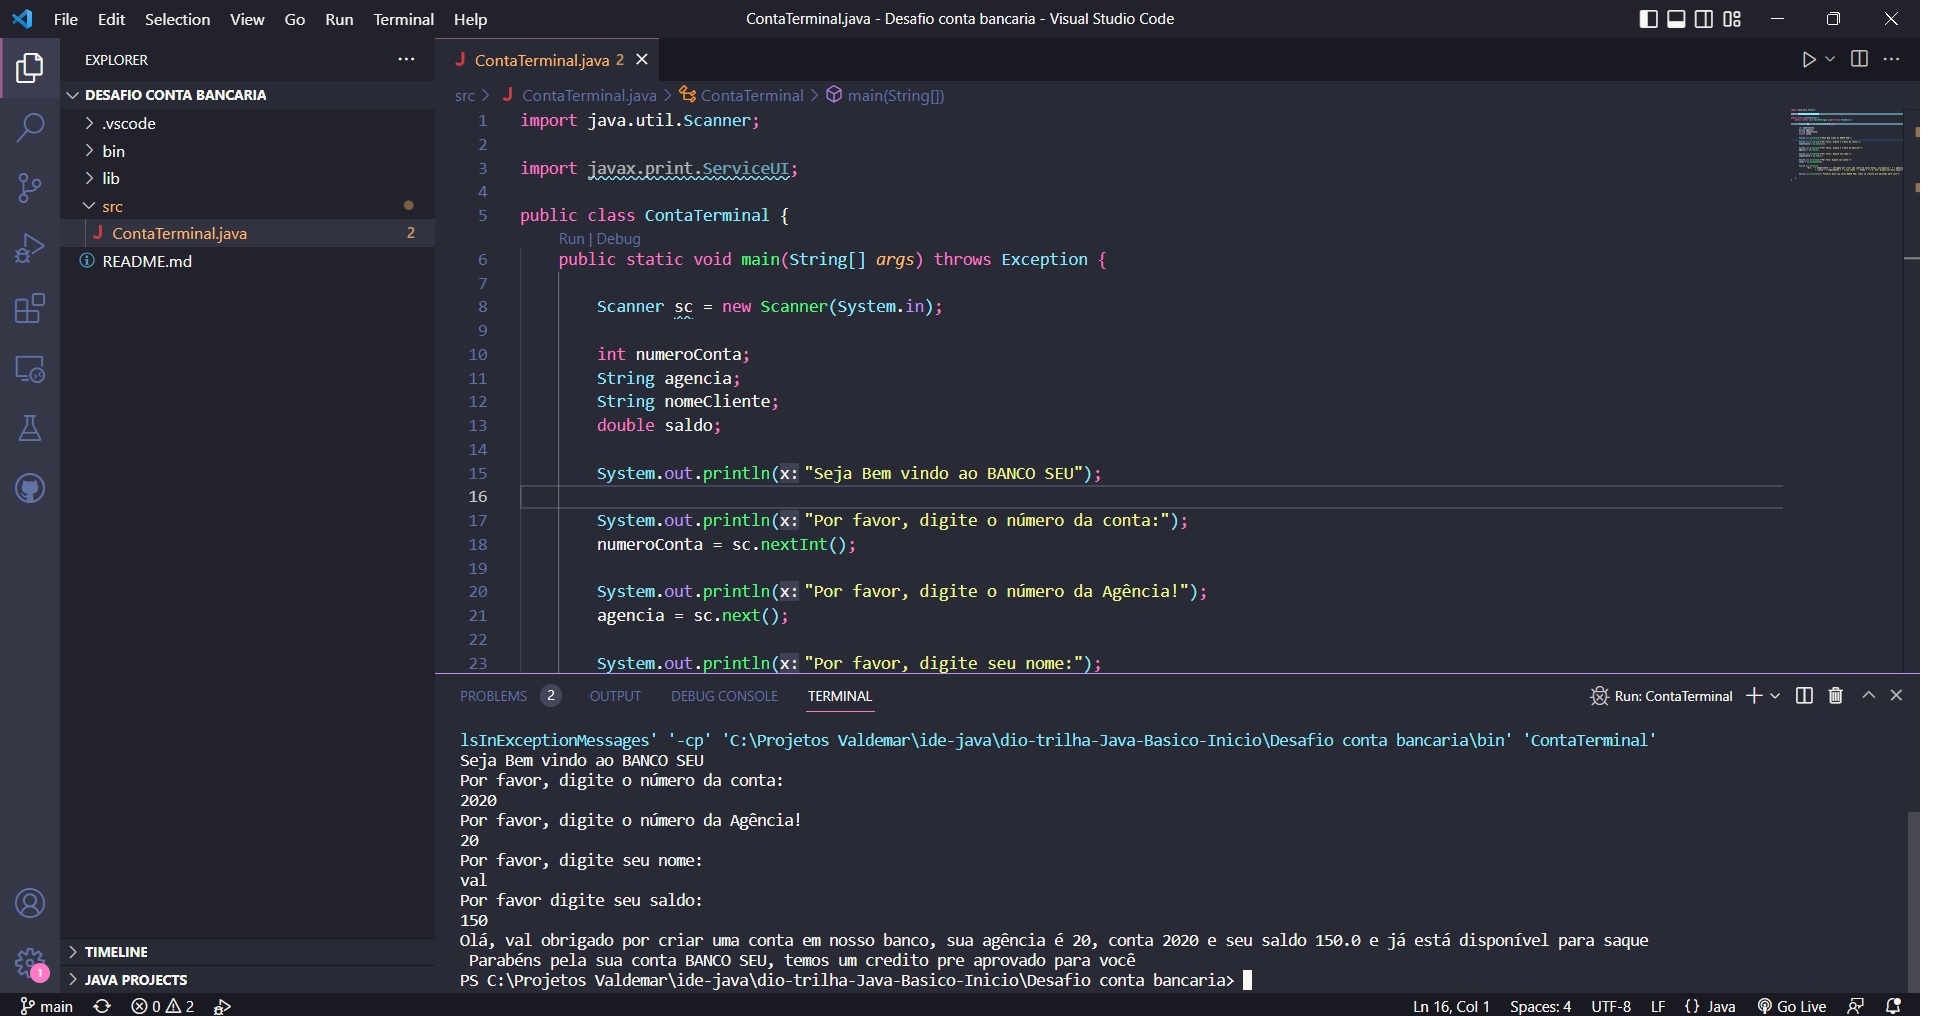 File Edit Selection View Go Run Terminal Help
ContaTerminal.java - Desafio conta bancaria - Visual Studio Code
EXPLORER
DESAFIO CONTA BANCARIA
.vscode
bin
lib
src
J ContaTerminal.java 2
README.md
TIMELINE
JAVA PROJECTS
J ContaTerminal.java 2
src > J ContaTerminal.java > ContaTerminal > main(String[])
1 import java.util.Scanner;
2
3 import javax.print.ServiceUI;
4
5 public class ContaTerminal {
Run | Debug
6 public static void main(String[] args) throws Exception {
7
8 Scanner sc = new Scanner(System.in);
9
10 int numeroConta;
11 String agencia;
12 String nomeCliente;
13 double saldo;
14
15 System.out.println(x: "Seja Bem vindo ao BANCO SEU");
16
17 System.out.println(x: "Por favor, digite o número da conta:");
18 numeroConta = sc.nextInt();
19
20 System.out.println(x: "Por favor, digite o número da Agência!");
21 agencia = sc.next();
22
23 System.out.println(x: "Por favor, digite seu nome:");
PROBLEMS 2 OUTPUT DEBUG CONSOLE TERMINAL
Run: ContaTerminal
lsInExceptionMessages' '-cp' 'C:\Projetos Valdemar\ide-java\dio-trilha-Java-Basico-Inicio\Desafio conta bancaria\bin' 'ContaTerminal'
Seja Bem vindo ao BANCO SEU
Por favor, digite o número da conta:
2020
Por favor, digite o número da Agência!
20
Por favor, digite seu nome:
val
Por favor digite seu saldo:
150
Olá, val obrigado por criar uma conta em nosso banco, sua agência é 20, conta 2020 e seu saldo 150.0 e já está disponível para saque
Parabéns pela sua conta BANCO SEU, temos um credito pre aprovado para você
PS C:\Projetos Valdemar\ide-java\dio-trilha-Java-Basico-Inicio\Desafio conta bancaria>
1
main 0 2
Ln 16, Col 1 Spaces: 4 UTF-8 LF {} Java Go Live